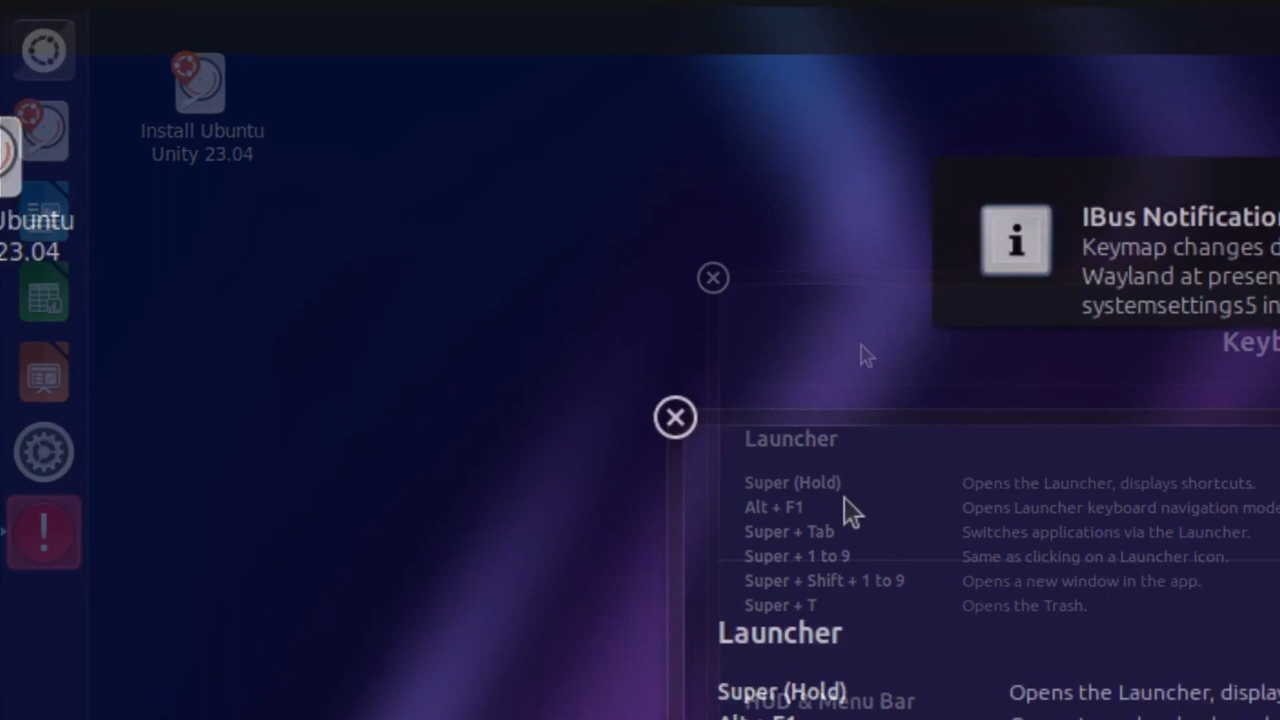 Install Ubuntu
Unity 23.04
Ubuntu
23.04
IBus Notificatio
Keymap changes d
Wayland at presen
systemsettings5 in
Keyb
Launcher
Super (Hold) Opens the Launcher, displays shortcuts.
Alt + F1 Opens Launcher keyboard navigation mode
Super + Tab Switches applications via the Launcher.
Super + 1 to 9 Same as clicking on a Launcher icon.
Super + Shift + 1 to 9 Opens a new window in the app.
Super + T Opens the Trash.
Launcher
Super (Hold) Opens the Launcher, display
HUD & Menu Bar
Alt + F1